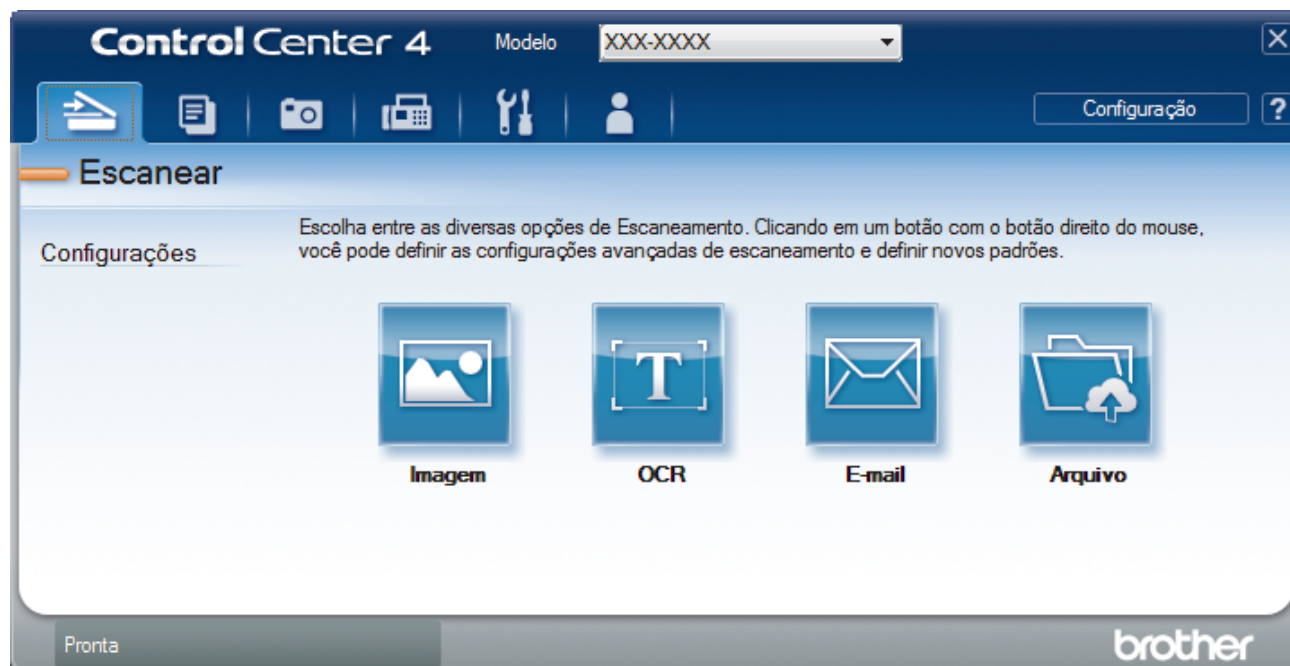 Control Center 4
Modelo
XXX-XXXX
Configuração
?
Escanear
Configurações
Escolha entre as diversas opções de Escaneamento. Clicando em um botão com o botão direito do mouse,
você pode definir as configurações avançadas de escaneamento e definir novos padrões.
T
Imagem
OCR
E-mail
Arquivo
Pronta
brother